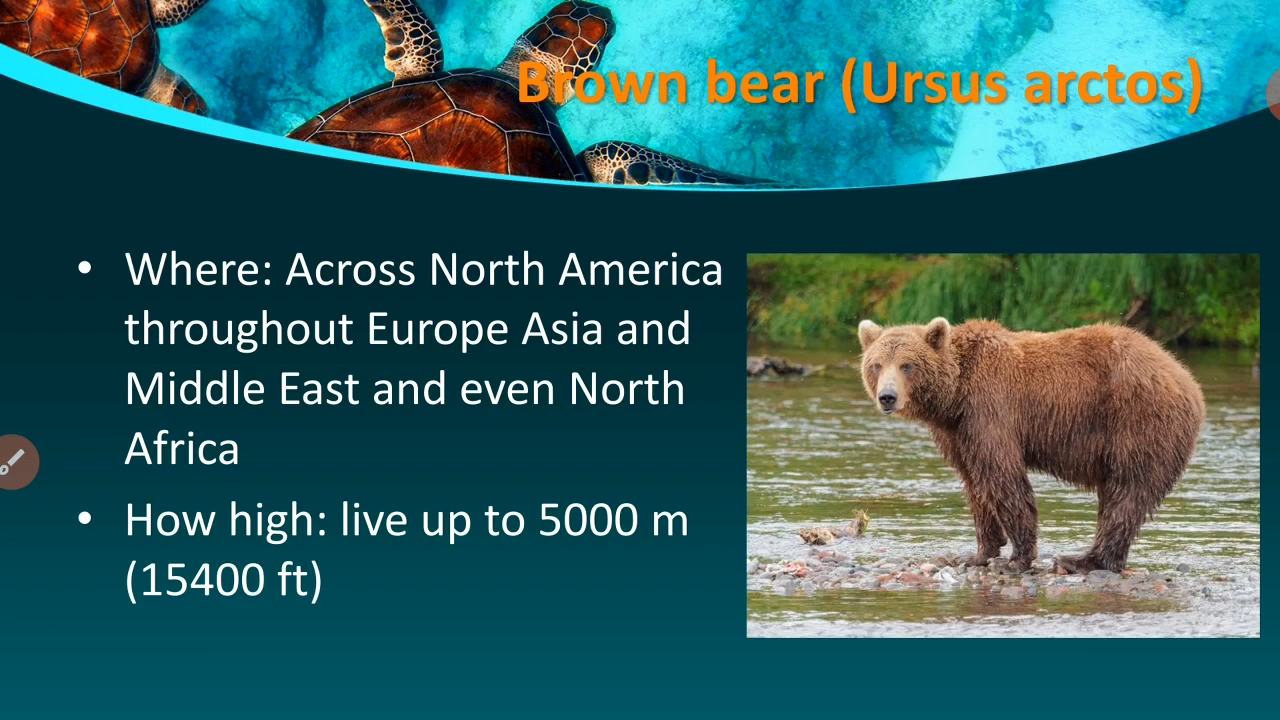 Brown bear (Ursus arctos)
• Where: Across North America
throughout Europe Asia and
Middle East and even North
Africa
• How high: live up to 5000 m
(15400 ft)